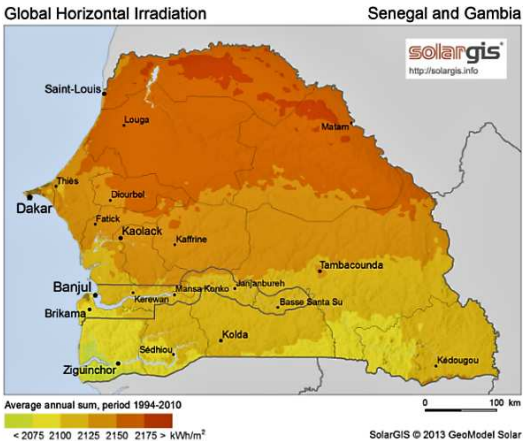 Global Horizontal Irradiation
Senegal and Gambia
solargis
http://solargis.info
Saint-Louis
Louga
Matam
Thiès
Dakar
Diourbel
Fatick
Kaolack
Kaffrine
Tambacounda
Banjul
Kerewan
Mansa Konko
Janjanbureh
Basse Santa Su
Brikama
Kolda
Sédhiou
Ziguinchor
Kédougou
Average annual sum, period 1994-2010
0 100 km
< 2075 2100 2125 2150 2175 > kWh/m²
SolarGIS © 2013 GeoModel Solar